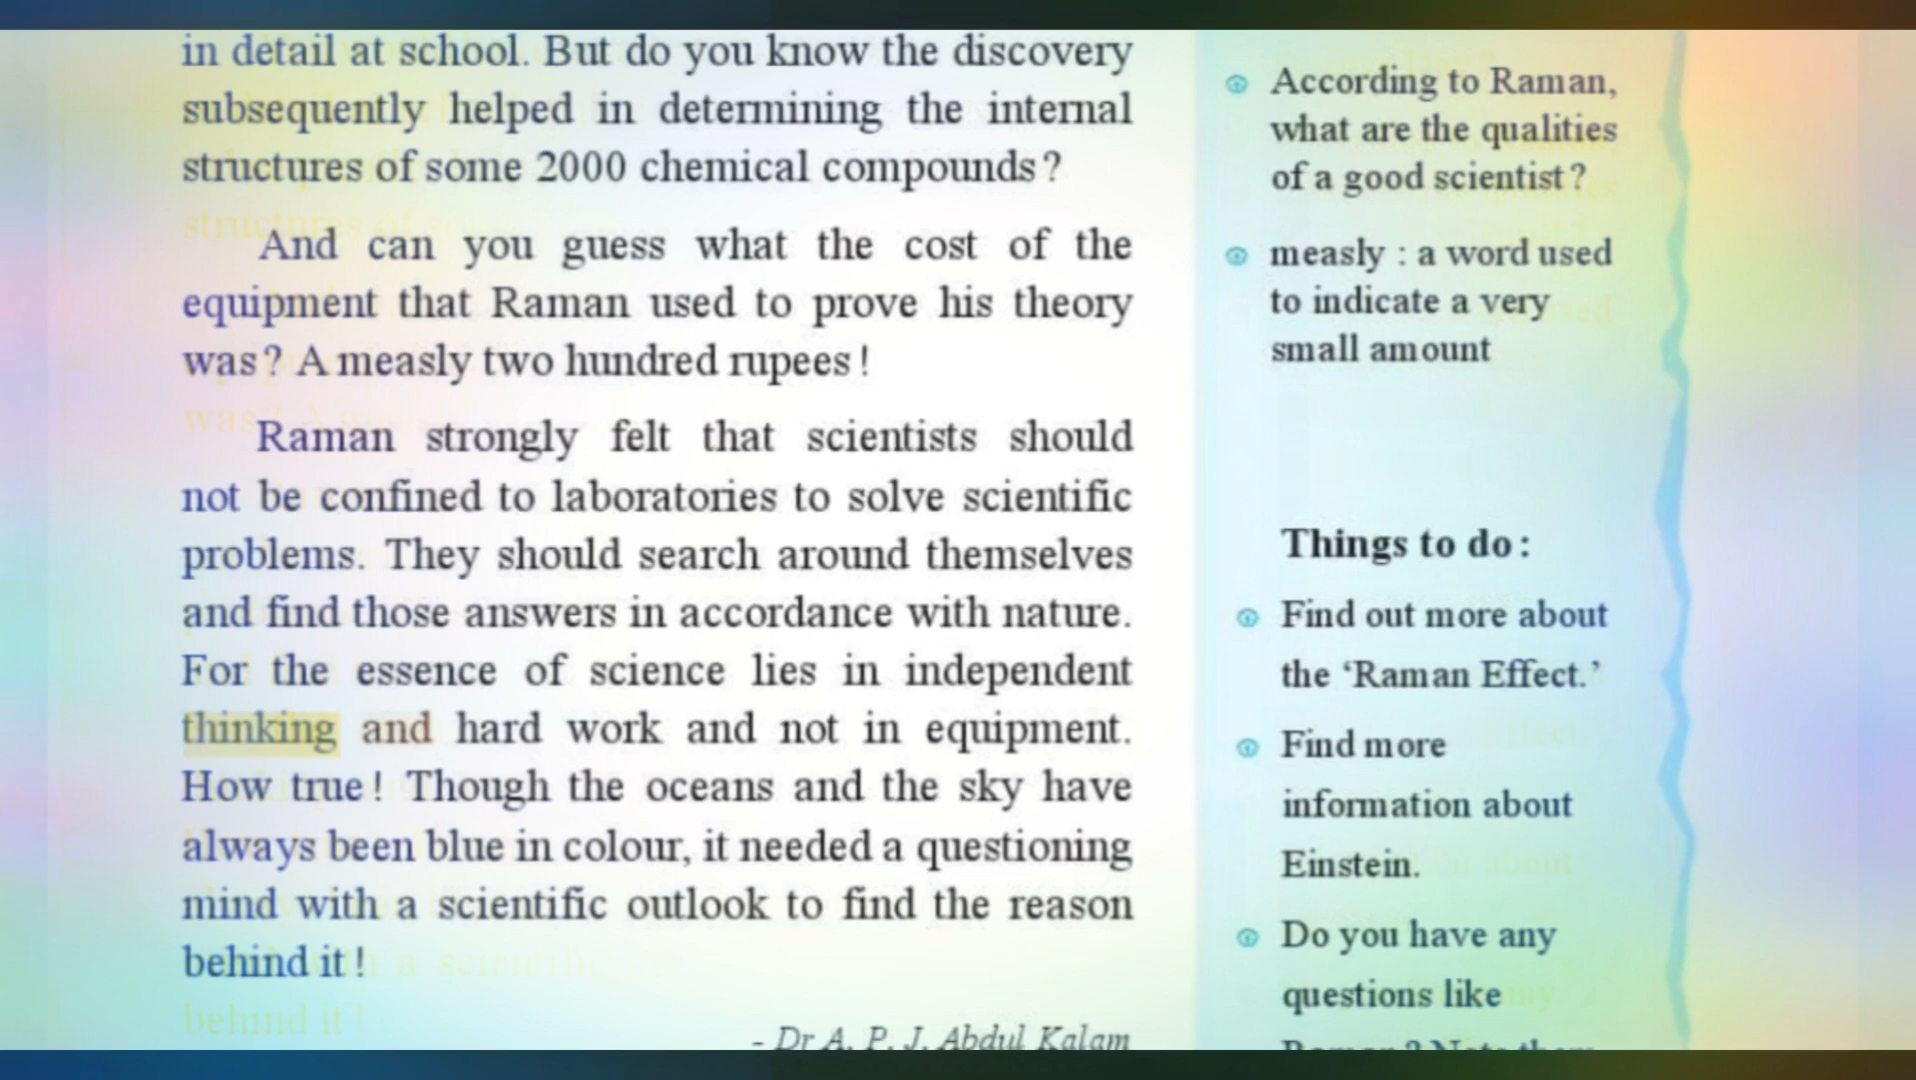 in detail at school. But do you know the discovery
subsequently helped in determining the internal
structures of some 2000 chemical compounds?
And can you guess what the cost of the
equipment that Raman used to prove his theory
was? A measly two hundred rupees!
Raman strongly felt that scientists should
not be confined to laboratories to solve scientific
problems. They should search around themselves
and find those answers in accordance with nature.
For the essence of science lies in independent
thinking and hard work and not in equipment.
How true! Though the oceans and the sky have
always been blue in colour, it needed a questioning
mind with a scientific outlook to find the reason
behind it!
- Dr A. P. J. Abdul Kalam
According to Raman,
what are the qualities
of a good scientist?
measly : a word used
to indicate a very
small amount
Things to do:
Find out more about
the ‘Raman Effect.’
Find more
information about
Einstein.
Do you have any
questions like
Raman? Note them